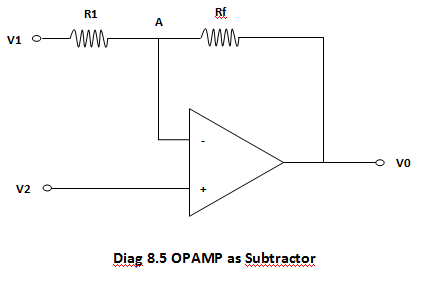 R1
Rf
A
V1
-
V0
V2
+
Diag 8.5 OPAMP as Subtractor